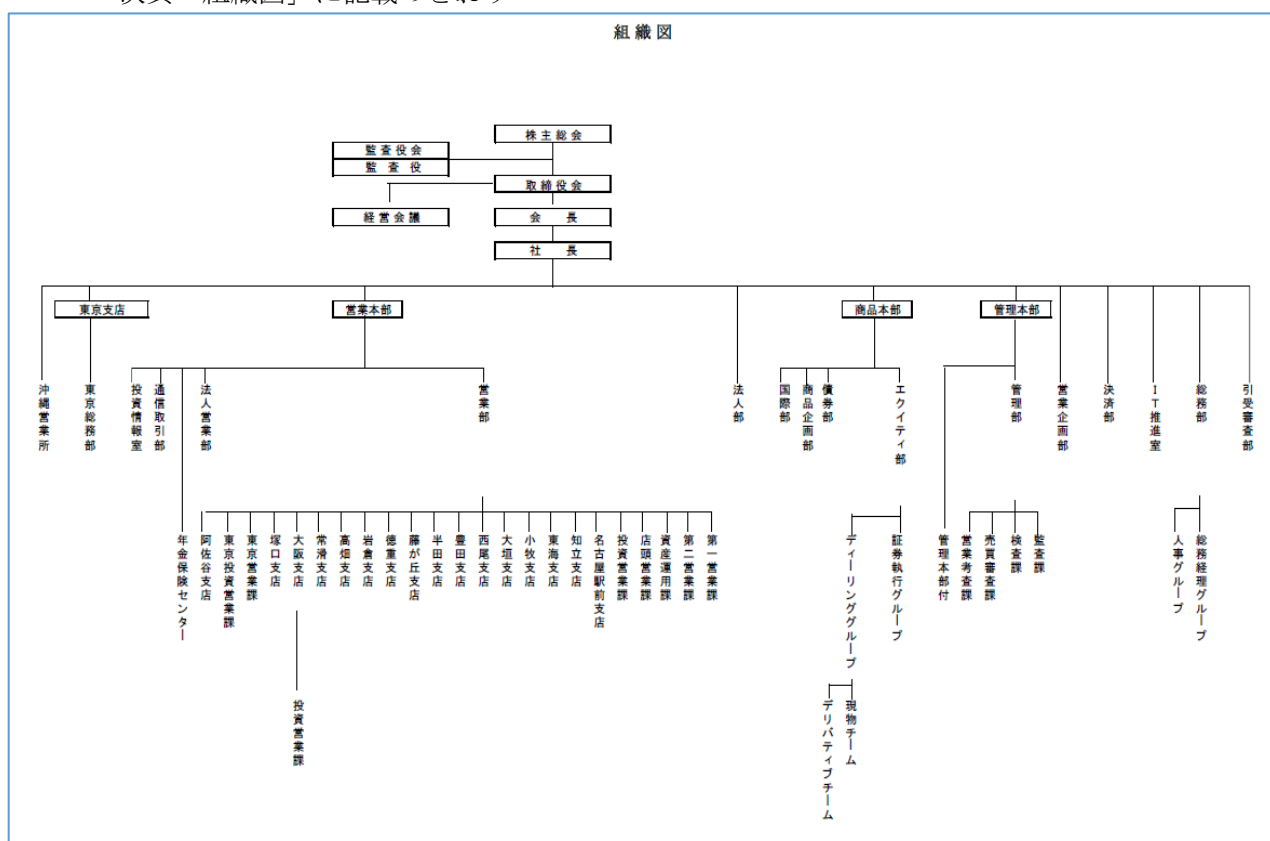 組織図
株主総会
監査役会
監査役
取締役会
経営会議
会長
社長
東京支店
営業本部
商品本部
管理本部
沖縄営業所
東京総務部
投資情報室
通信取引部
法人営業部
営業部
法人部
国際部
商品企画部
債券部
エクイティ部
管理部
営業企画部
決済部
IT推進室
総務部
引受審査部
年金保険センター
阿佐谷支店
東京投資営業課
東京営業課
塚口支店
大阪支店
常滑支店
高畑支店
岩倉支店
徳重支店
藤が丘支店
半田支店
豊田支店
西尾支店
大垣支店
小牧支店
東海支店
知立支店
名古屋駅前支店
投資営業課
店頭営業課
資産運用課
第二営業課
第一営業課
ディーリンググループ
証券執行グループ
管理本部付
営業考査課
売買審査課
検査課
監査課
人事グループ
総務経理グループ
投資営業課
デリバティブチーム
現物チーム